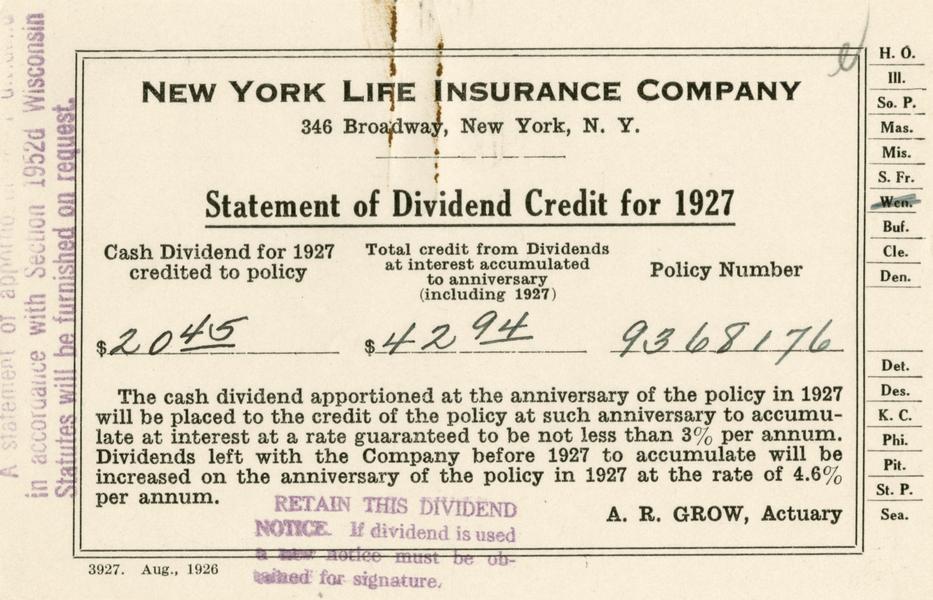 NEW YORK LIFE INSURANCE COMPANY
346 Broadway, New York, N. Y.
Statement of Dividend Credit for 1927
Cash Dividend for 1927
credited to policy
$ 20 45
Total credit from Dividends
at interest accumulated
to anniversary
(including 1927)
$ 42 94
Policy Number
9368176
The cash dividend apportioned at the anniversary of the policy in 1927
will be placed to the credit of the policy at such anniversary to accumu-
late at interest at a rate guaranteed to be not less than 3% per annum.
Dividends left with the Company before 1927 to accumulate will be
increased on the anniversary of the policy in 1927 at the rate of 4.6%
per annum.
A. R. GROW, Actuary
RETAIN THIS DIVIDEND
NOTICE. If dividend is used
a new notice must be ob-
tained for signature.
3927. Aug., 1926
A statement of
in accordance with Section 1952d Wisconsin
Statutes will be furnished on request.
H. O.
Ill.
So. P.
Mas.
Mis.
S. Fr.
Wen.
Buf.
Cle.
Den.
Det.
Des.
K. C.
Phi.
Pit.
St. P.
Sea.